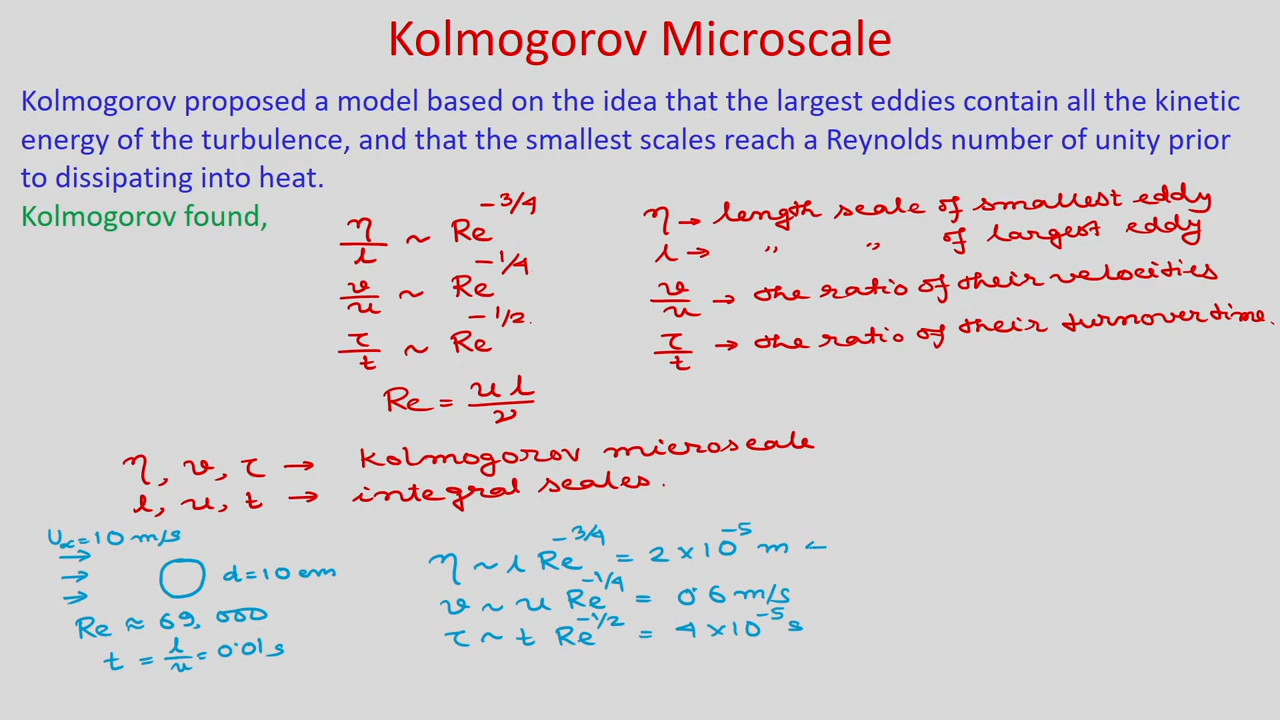 Kolmogorov Microscale
Kolmogorov proposed a model based on the idea that the largest eddies contain all the kinetic
energy of the turbulence, and that the smallest scales reach a Reynolds number of unity prior
to dissipating into heat.
Kolmogorov found,
η/l ~ Re^-3/4
v/u ~ Re^-1/4
τ/t ~ Re^-1/2
Re = ul/ν
η → length scale of smallest eddy
l → " " of largest eddy
v/u → the ratio of their velocities
τ/t → the ratio of their turnover time.
η, v, τ → Kolmogorov microscale
l, u, t → integral scales.
U∞ = 10 m/s
d = 10 cm
Re ≈ 69,000
t = l/u = 0.01 s
η ~ l Re^-3/4 = 2 × 10^-5 m ←
v ~ u Re^-1/4 = 0.6 m/s
τ ~ t Re^-1/2 = 4 × 10^-5 s